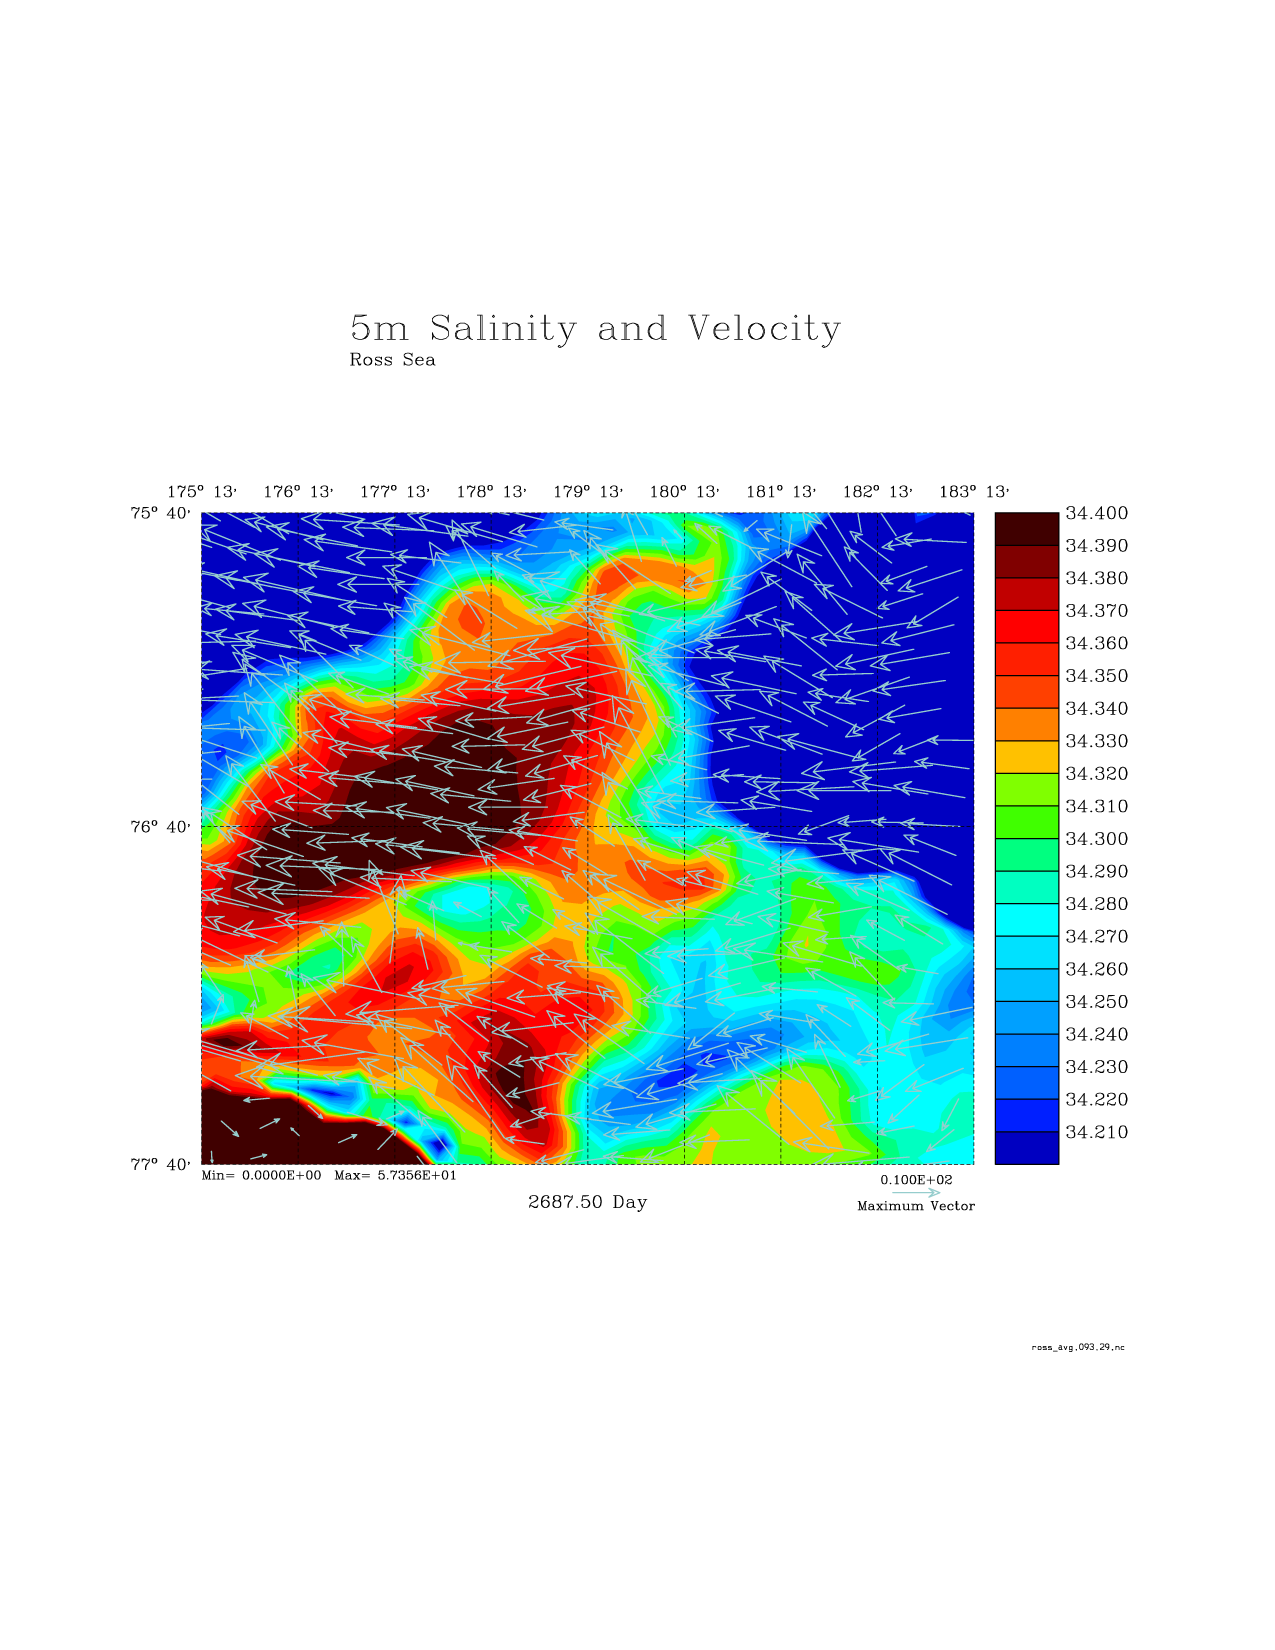 5m Salinity and Velocity
Ross Sea
175° 13' 176° 13' 177° 13' 178° 13' 179° 13' 180° 13' 181° 13' 182° 13' 183° 13'
75° 40'
76° 40'
77° 40'
34.400
34.390
34.380
34.370
34.360
34.350
34.340
34.330
34.320
34.310
34.300
34.290
34.280
34.270
34.260
34.250
34.240
34.230
34.220
34.210
Min= 0.0000E+00 Max= 5.7356E+01
0.100E+02
Maximum Vector
2687.50 Day
ross_avg.093.29.nc